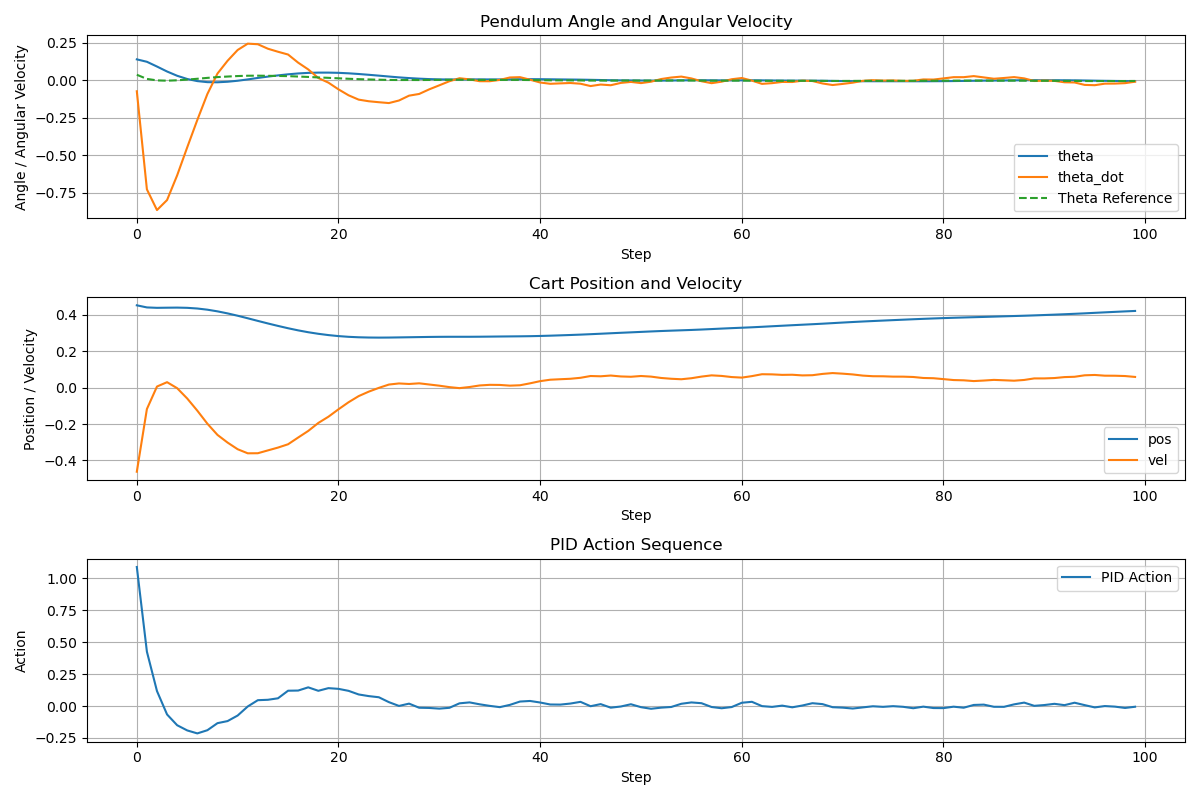 Pendulum Angle and Angular Velocity
Angle / Angular Velocity
0.25
0.00
−0.25
−0.50
−0.75
theta
theta_dot
Theta Reference
0 20 40 60 80 100
Step
Cart Position and Velocity
Position / Velocity
0.4
0.2
0.0
−0.2
−0.4
pos
vel
0 20 40 60 80 100
Step
PID Action Sequence
Action
1.00
0.75
0.50
0.25
0.00
−0.25
PID Action
0 20 40 60 80 100
Step